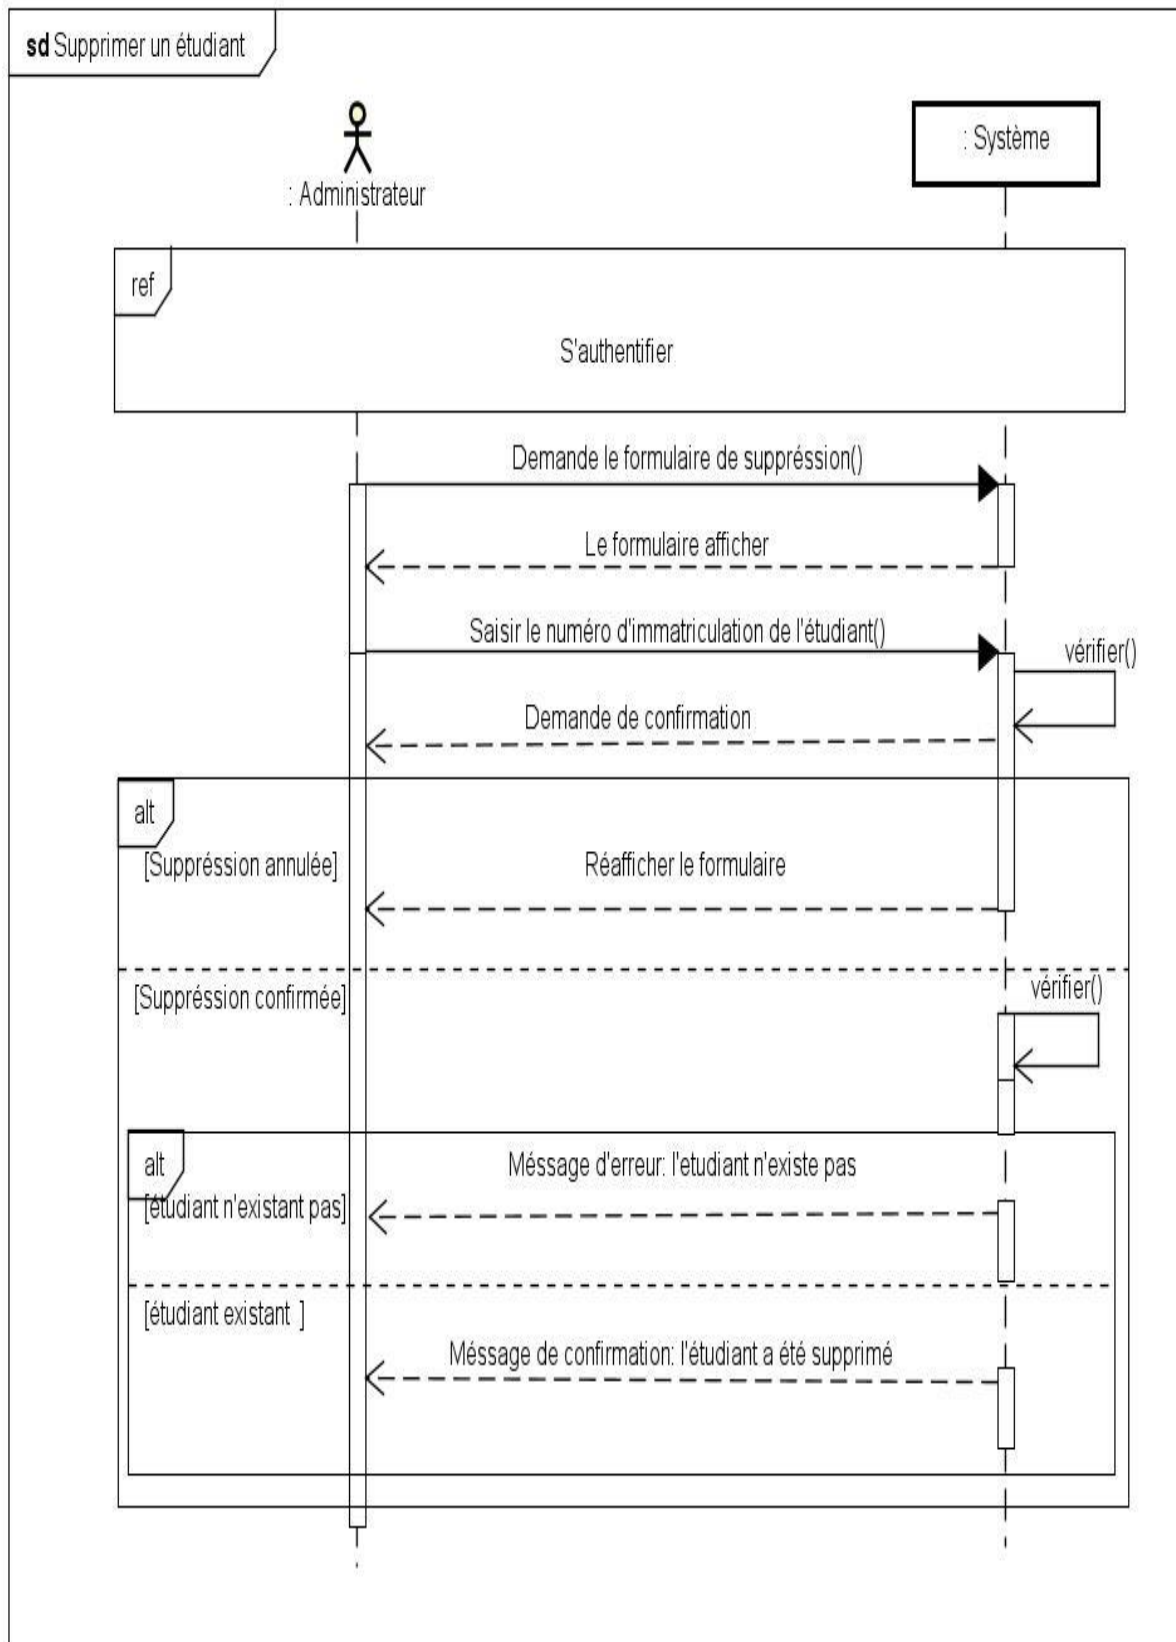 sd Supprimer un étudiant
: Administrateur
: Système
ref
S'authentifier
Demande le formulaire de suppréssion()
Le formulaire afficher
Saisir le numéro d'immatriculation de l'étudiant()
vérifier()
Demande de confirmation
alt
[Suppréssion annulée]
Réafficher le formulaire
[Suppréssion confirmée]
vérifier()
alt
Méssage d'erreur: l'etudiant n'existe pas
[étudiant n'existant pas]
[étudiant existant ]
Méssage de confirmation: l'étudiant a été supprimé